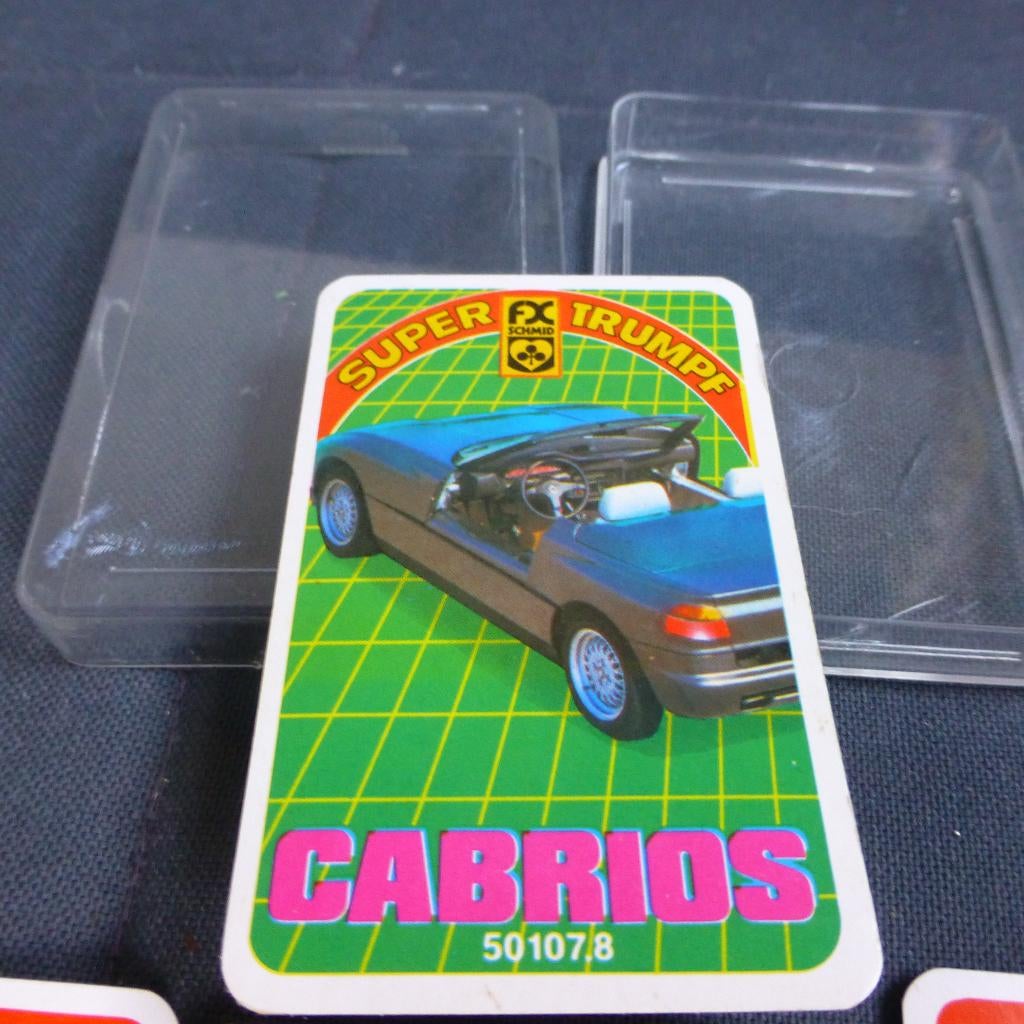 SUPER FX SCHMID TRUMPF
CABRIOS
50107.8